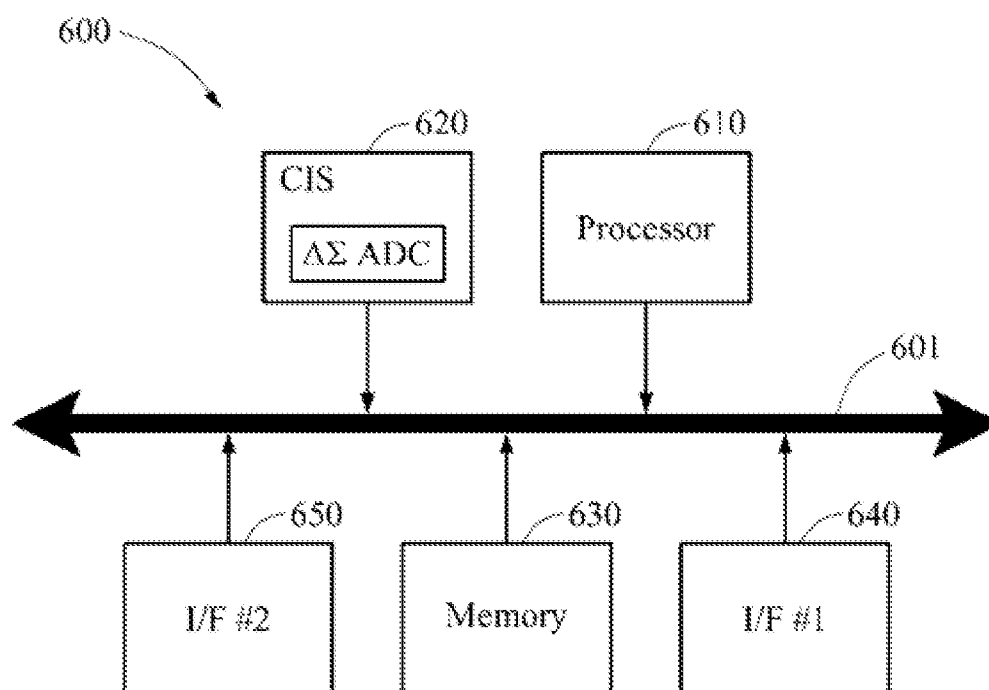 600
620
610
CIS
ΔΣ ADC
Processor
601
650
630
640
I/F #2
Memory
I/F #1